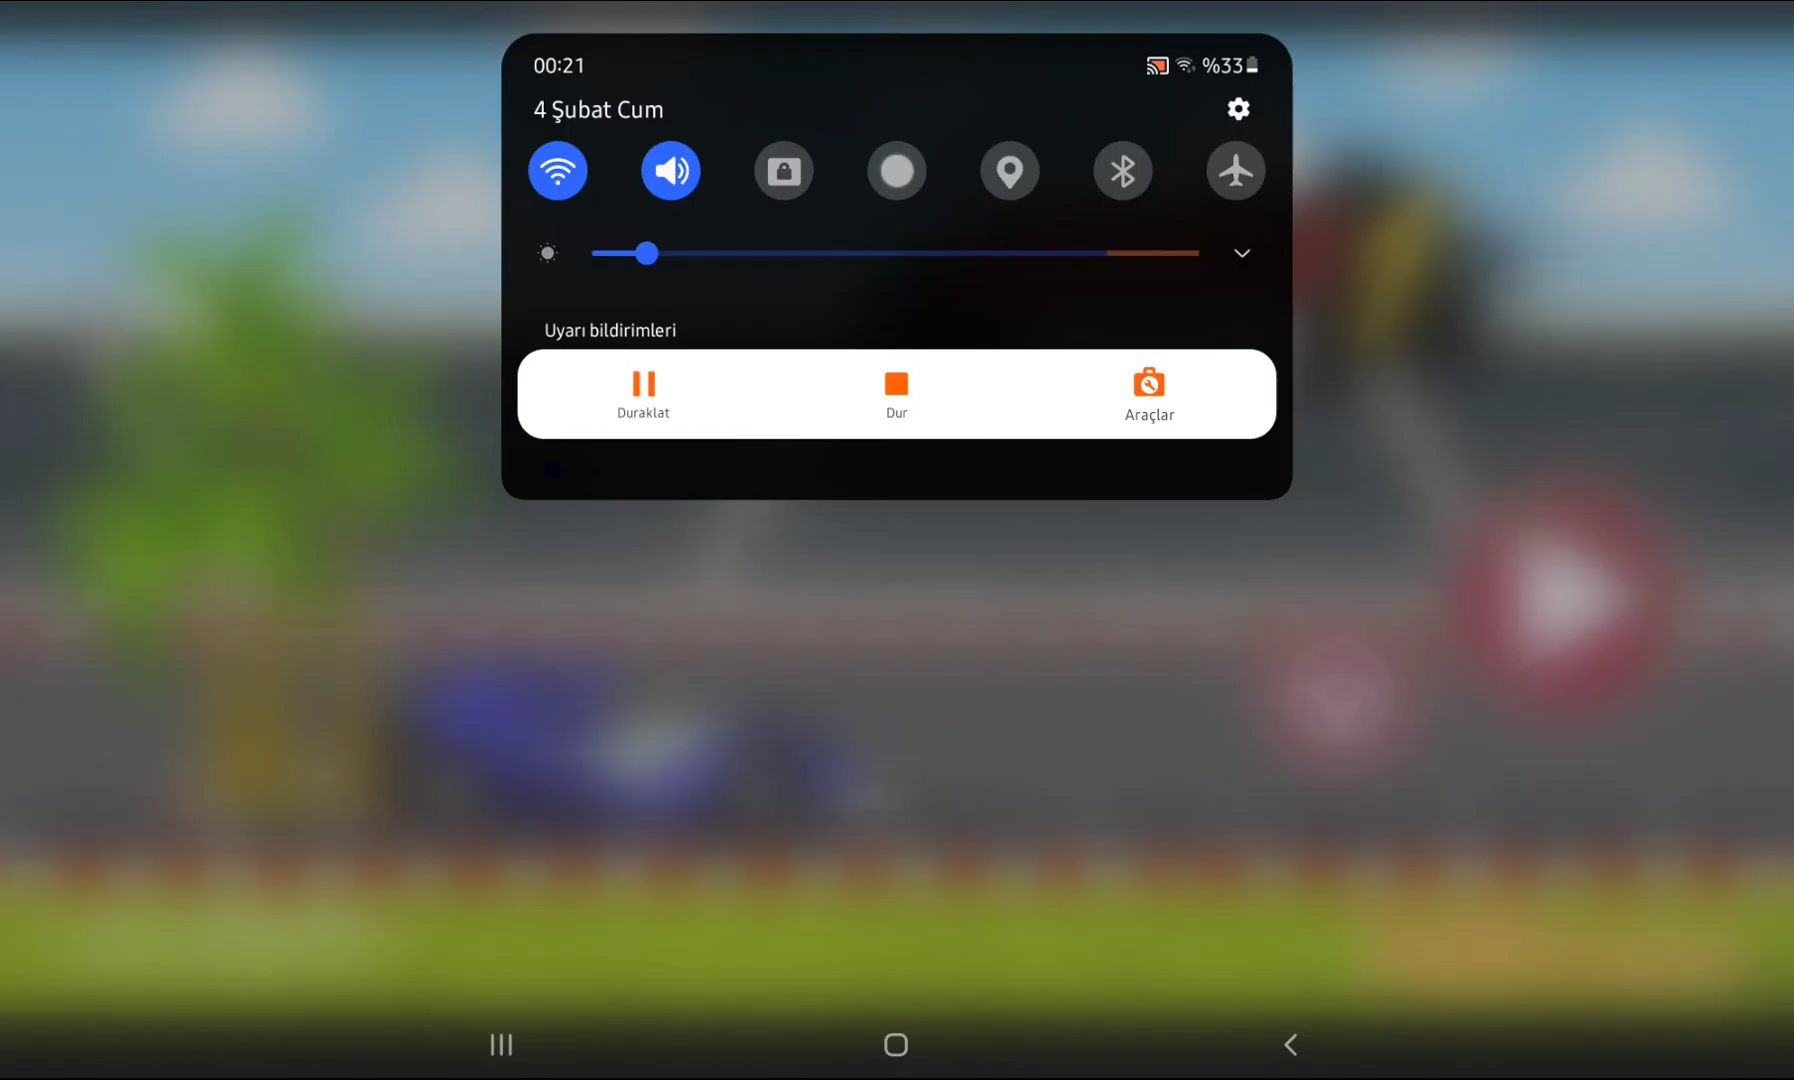 00:21
%33
4 Şubat Cum
Uyarı bildirimleri
Duraklat
Dur
Araçlar